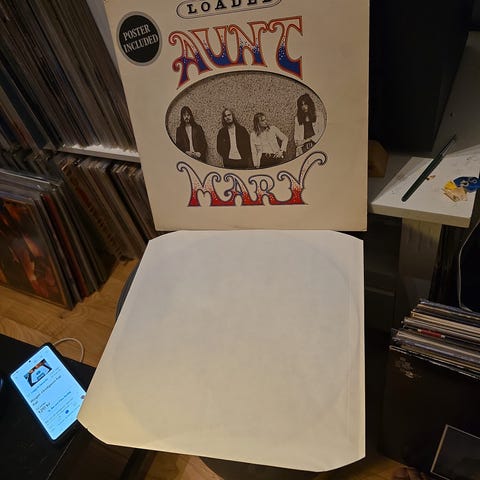 LOADED
POSTER
INCLUDED
AUNT
MARY